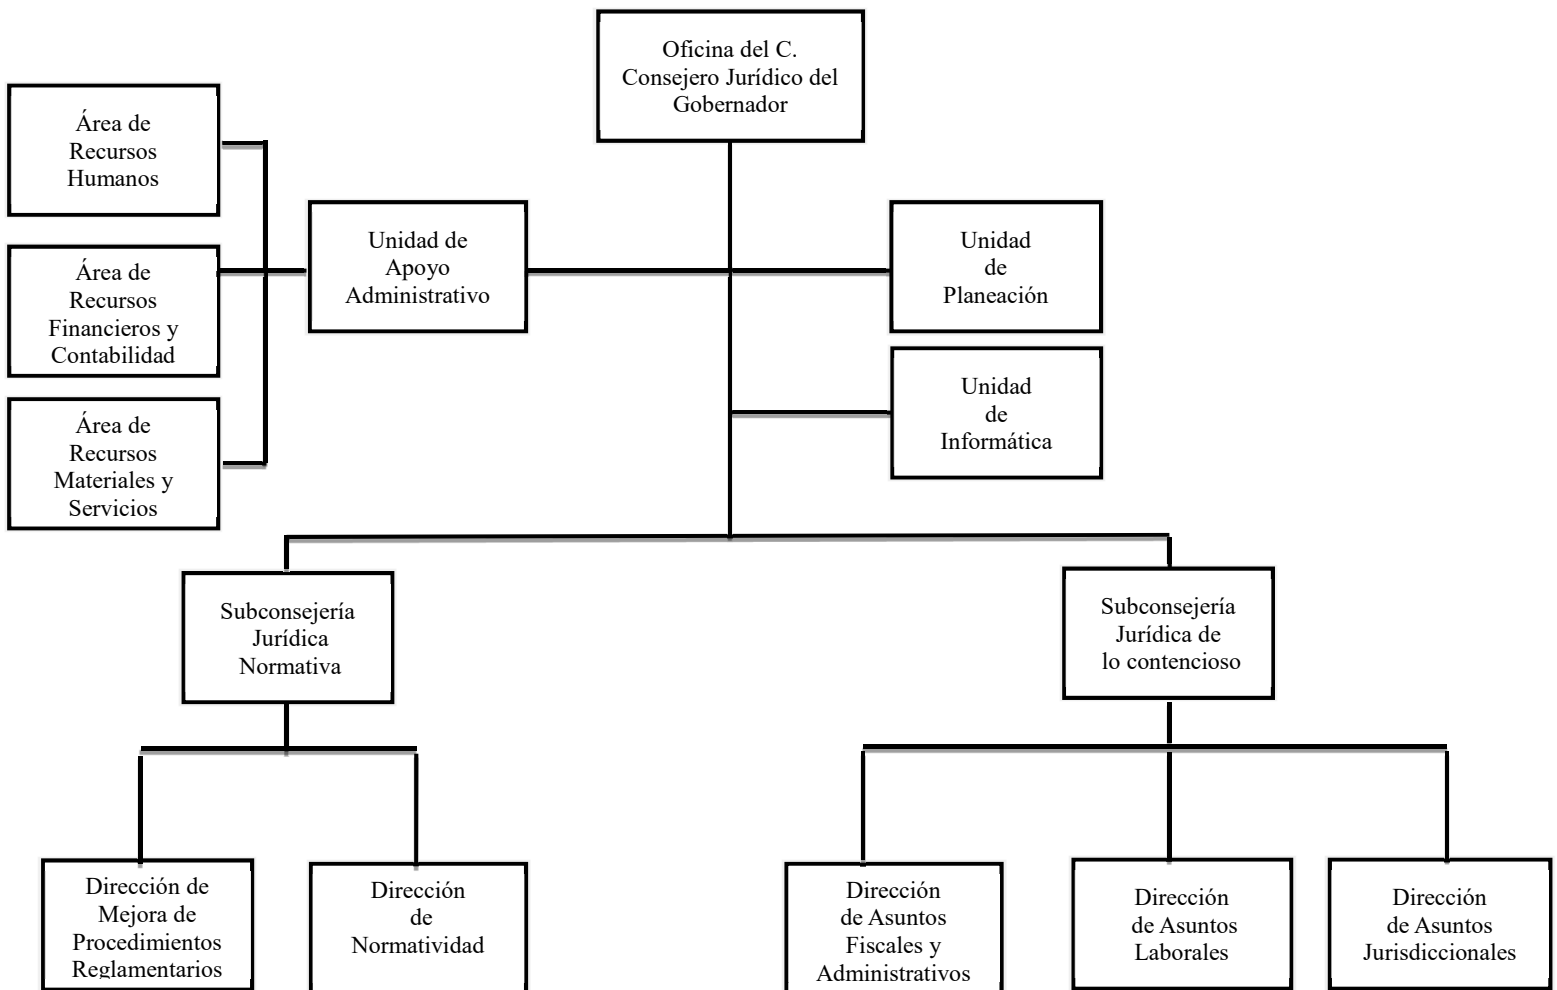 Oficina del C.
Consejero Jurídico del
Gobernador
Área de
Recursos
Humanos
Unidad de
Apoyo
Administrativo
Unidad
de
Planeación
Área de
Recursos
Financieros y
Contabilidad
Unidad
de
Informática
Área de
Recursos
Materiales y
Servicios
Subconsejería
Jurídica
Normativa
Subconsejería
Jurídica de
lo contencioso
Dirección de
Mejora de
Procedimientos
Reglamentarios
Dirección
de
Normatividad
Dirección
de Asuntos
Fiscales y
Administrativos
Dirección
de Asuntos
Laborales
Dirección
de Asuntos
Jurisdiccionales